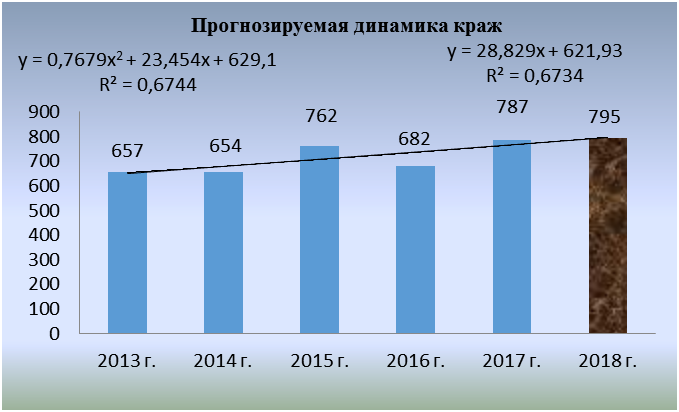 Прогнозируемая динамика краж
y = 0,7679x² + 23,454x + 629,1
R² = 0,6744
y = 28,829x + 621,93
R² = 0,6734
900
800
700
600
500
400
300
200
100
0
657
654
762
682
787
795
2013 г.
2014 г.
2015 г.
2016 г.
2017 г.
2018 г.